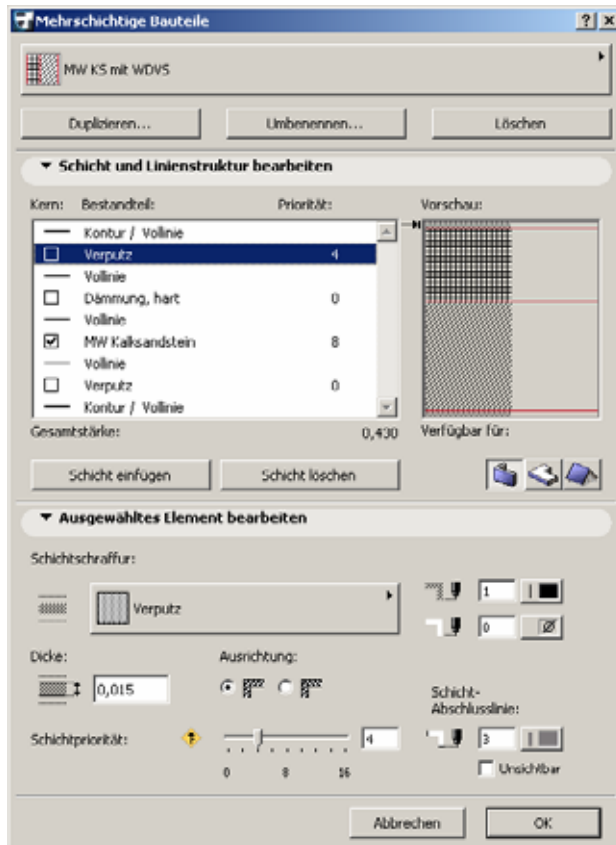 Mehrschichtige Bauteile
MW KS mit WDVS
Duplizieren... Umbenennen... Löschen
Schicht und Linienstruktur bearbeiten
Kern: Bestandteil: Priorität: Vorschau:
Kontur / Vollinie
Verputz 4
Vollinie
Dämmung, hart 0
Vollinie
MW Kalksandstein 8
Vollinie
Verputz 0
Kontur / Vollinie
Gesamtstärke: 0,430 Verfügbar für:
Schicht einfügen Schicht löschen
Ausgewähltes Element bearbeiten
Schichtschraffur:
1
Verputz
0
Dicke: Ausrichtung:
0,015
Schicht-
Abschlusslinie:
Schichtpriorität: 4 3
Unsichtbar
0 8 16
Abbrechen OK